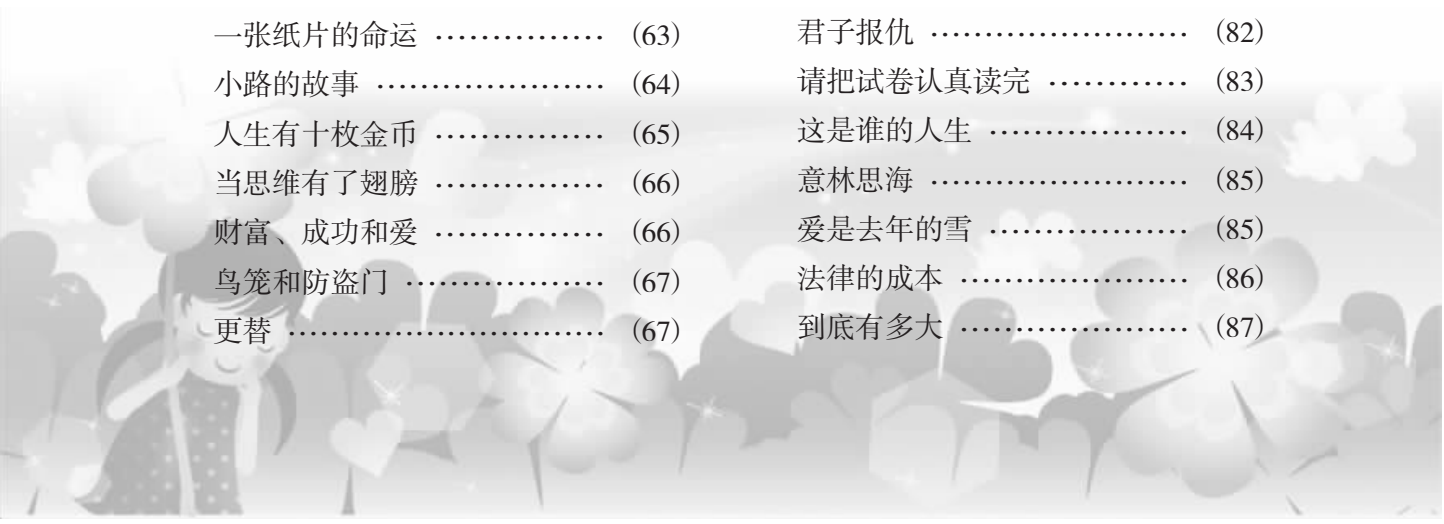 一张纸片的命运 …………… (63)
小路的故事 ………………… (64)
人生有十枚金币 …………… (65)
当思维有了翅膀 …………… (66)
财富、成功和爱 …………… (66)
鸟笼和防盗门 ……………… (67)
更替 ………………………… (67)
君子报仇 …………………… (82)
请把试卷认真读完 ………… (83)
这是谁的人生 ……………… (84)
意林思海 …………………… (85)
爱是去年的雪 ……………… (85)
法律的成本 ………………… (86)
到底有多大 ………………… (87)